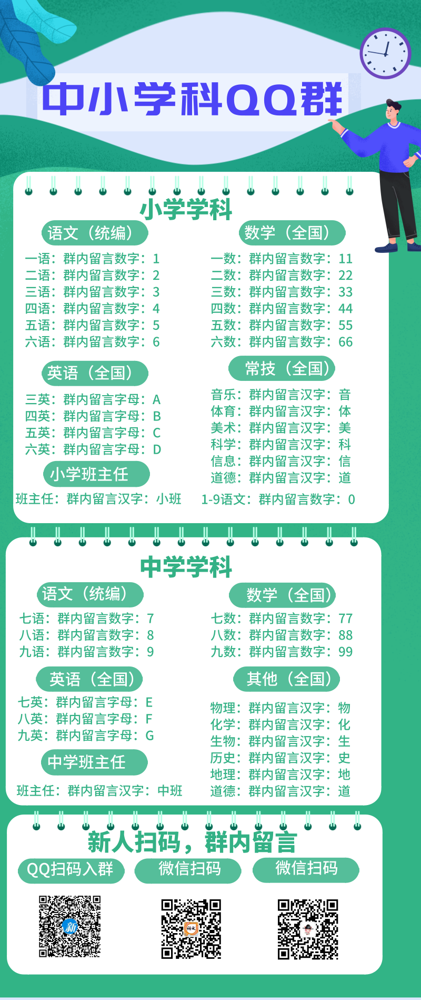 中小学科QQ群
小学学科
语文（统编）
一语：群内留言数字：1
二语：群内留言数字：2
三语：群内留言数字：3
四语：群内留言数字：4
五语：群内留言数字：5
六语：群内留言数字：6
数学（全国）
一数：群内留言数字：11
二数：群内留言数字：22
三数：群内留言数字：33
四数：群内留言数字：44
五数：群内留言数字：55
六数：群内留言数字：66
英语（全国）
三英：群内留言字母：A
四英：群内留言字母：B
五英：群内留言字母：C
六英：群内留言字母：D
常技（全国）
音乐：群内留言汉字：音
体育：群内留言汉字：体
美术：群内留言汉字：美
科学：群内留言汉字：科
信息：群内留言汉字：信
道德：群内留言汉字：道
小学班主任
班主任：群内留言汉字：小班
1-9语文：群内留言数字：0
中学学科
语文（统编）
七语：群内留言数字：7
八语：群内留言数字：8
九语：群内留言数字：9
数学（全国）
七数：群内留言数字：77
八数：群内留言数字：88
九数：群内留言数字：99
英语（全国）
七英：群内留言字母：E
八英：群内留言字母：F
九英：群内留言字母：G
其他（全国）
物理：群内留言汉字：物
化学：群内留言汉字：化
生物：群内留言汉字：生
历史：群内留言汉字：史
地理：群内留言汉字：地
道德：群内留言汉字：道
中学班主任
班主任：群内留言汉字：中班
新人扫码，群内留言
QQ扫码入群
微信扫码
微信扫码
新
语文